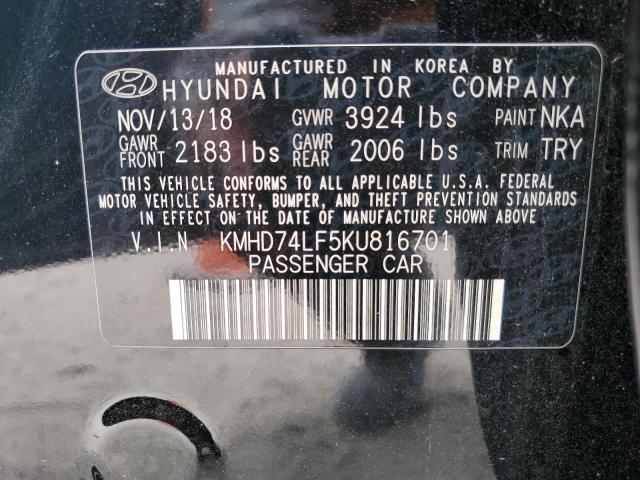 MANUFACTURED IN KOREA BY
HYUNDAI MOTOR COMPANY
NOV/13/18 GVWR 3924 lbs PAINT NKA
GAWR FRONT 2183 lbs GAWR REAR 2006 lbs TRIM TRY
THIS VEHICLE CONFORMS TO ALL APPLICABLE U.S.A. FEDERAL
MOTOR VEHICLE SAFETY, BUMPER, AND THEFT PREVENTION STANDARDS
IN EFFECT ON THE DATE OF MANUFACTURE SHOWN ABOVE
V.I.N KMHD74LF5KU816701
PASSENGER CAR